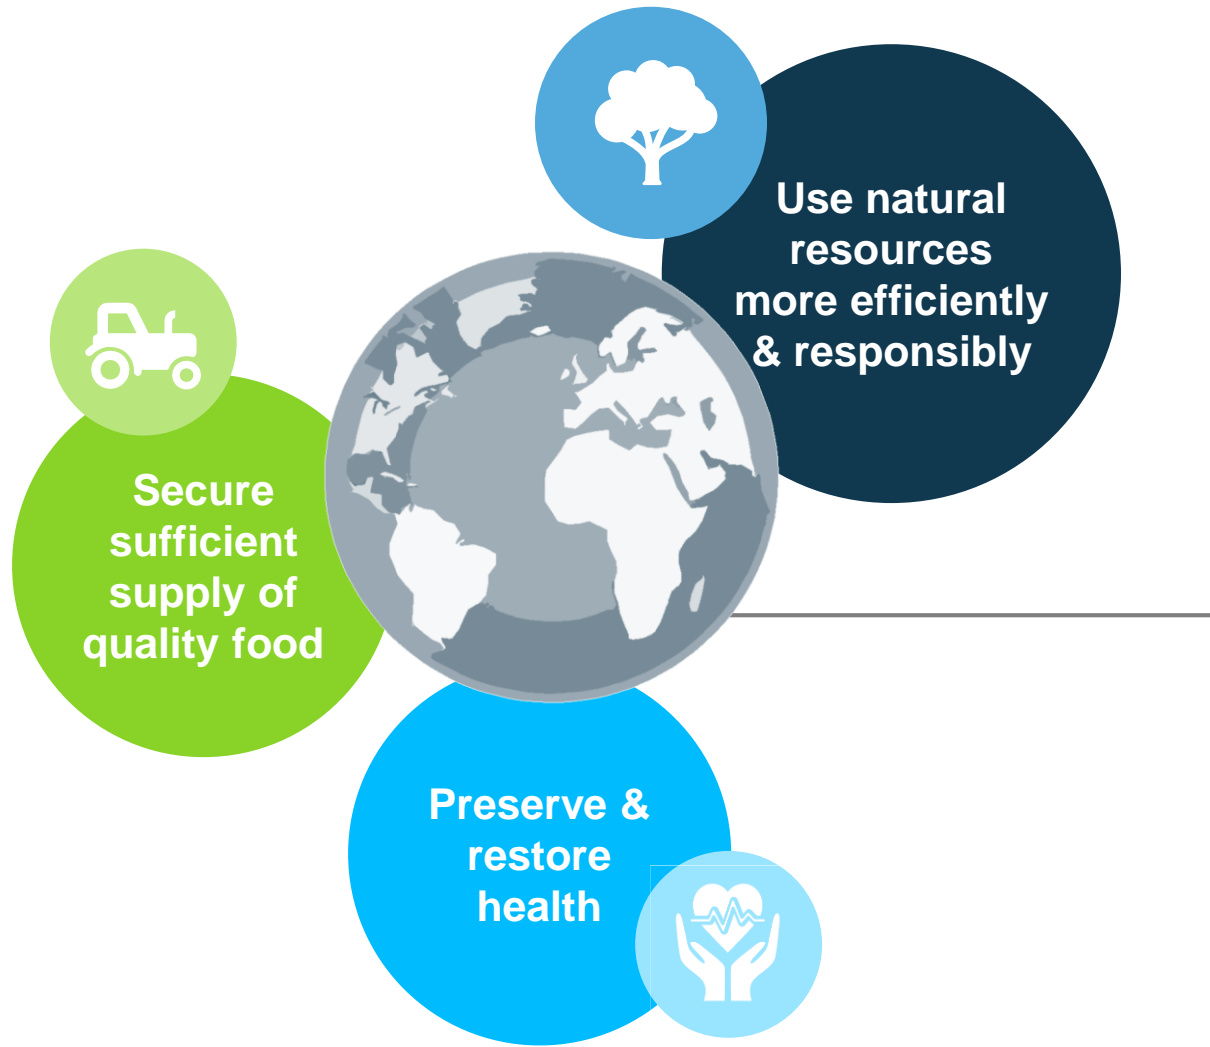 Use natural
resources
more efficiently
& responsibly
Secure
sufficient
supply of
quality food
Preserve &
restore
health